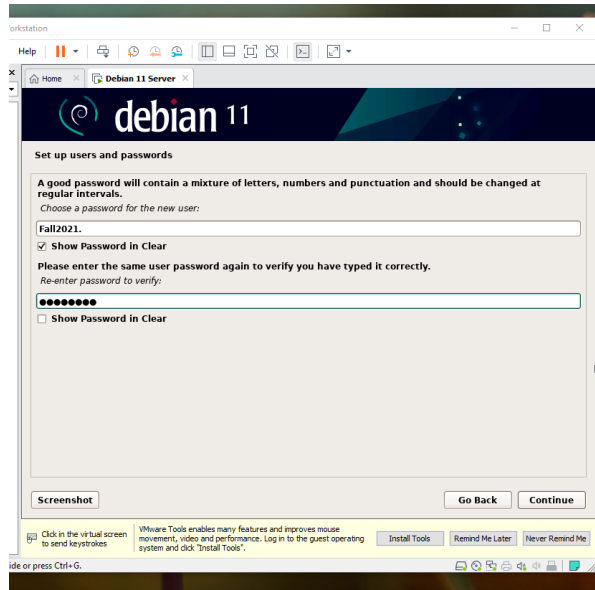 orkstation
Help
Home
Debian 11 Server
debian 11
Set up users and passwords
A good password will contain a mixture of letters, numbers and punctuation and should be changed at
regular intervals.
Choose a password for the new user:
Fall2021.
Show Password in Clear
Please enter the same user password again to verify you have typed it correctly.
Re-enter password to verify:
●●●●●●●●
Show Password in Clear
Screenshot
Go Back
Continue
Click in the virtual screen
to send keystrokes
VMware Tools enables many features and improves mouse
movement, video and performance. Log in to the guest operating
system and click "Install Tools".
Install Tools
Remind Me Later
Never Remind Me
ide or press Ctrl+G.